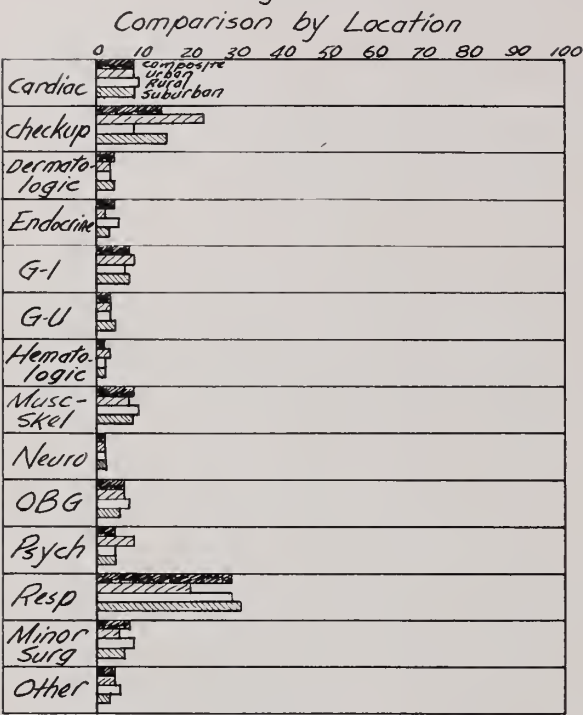 Comparison by Location
0 10 20 30 40 50 60 70 80 90 100
Cardiac
composite
Urban
Rural
Suburban
checkup
Dermato-
logic
Endocrine
G-I
G-U
Hemato-
logic
Musc-
Skel
Neuro
OBG
Psych
Resp
Minor
Surg
Other